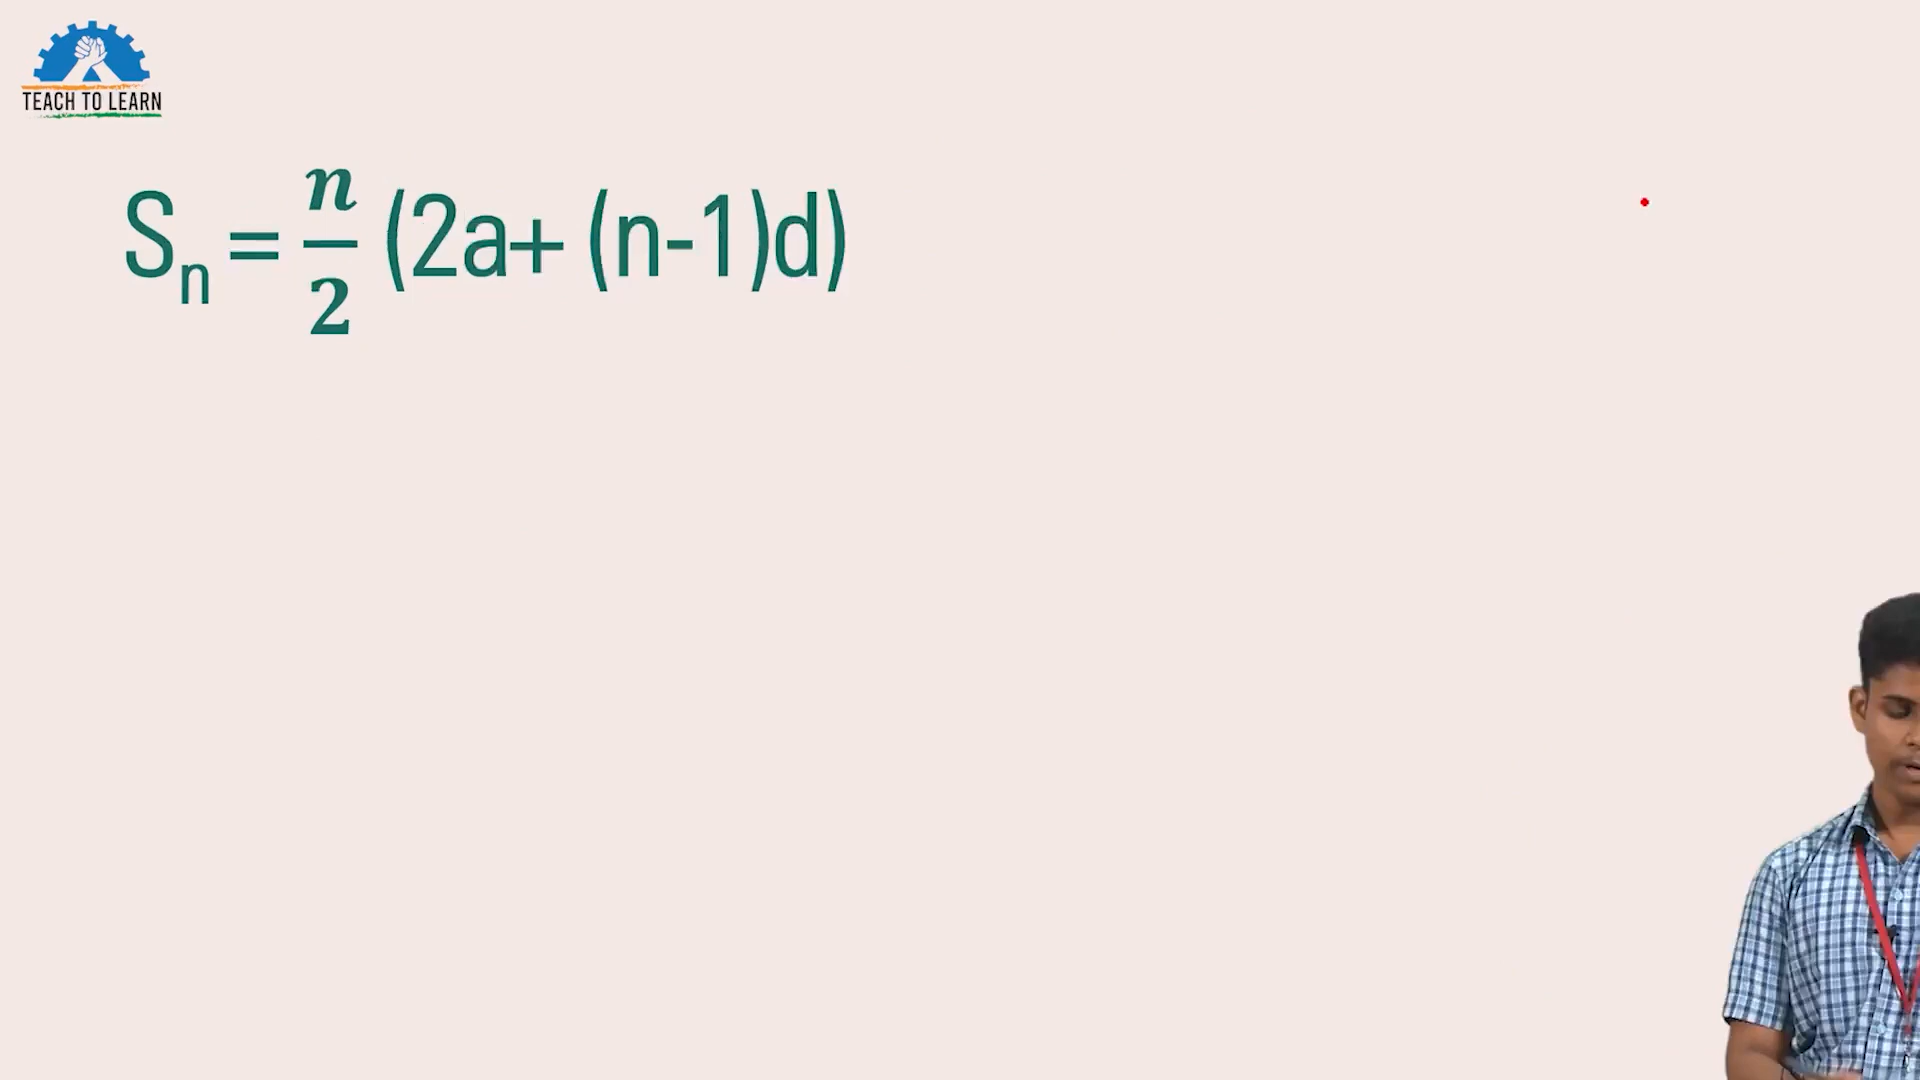 TEACH TO LEARN
Sn = n/2 (2a+ (n-1)d)